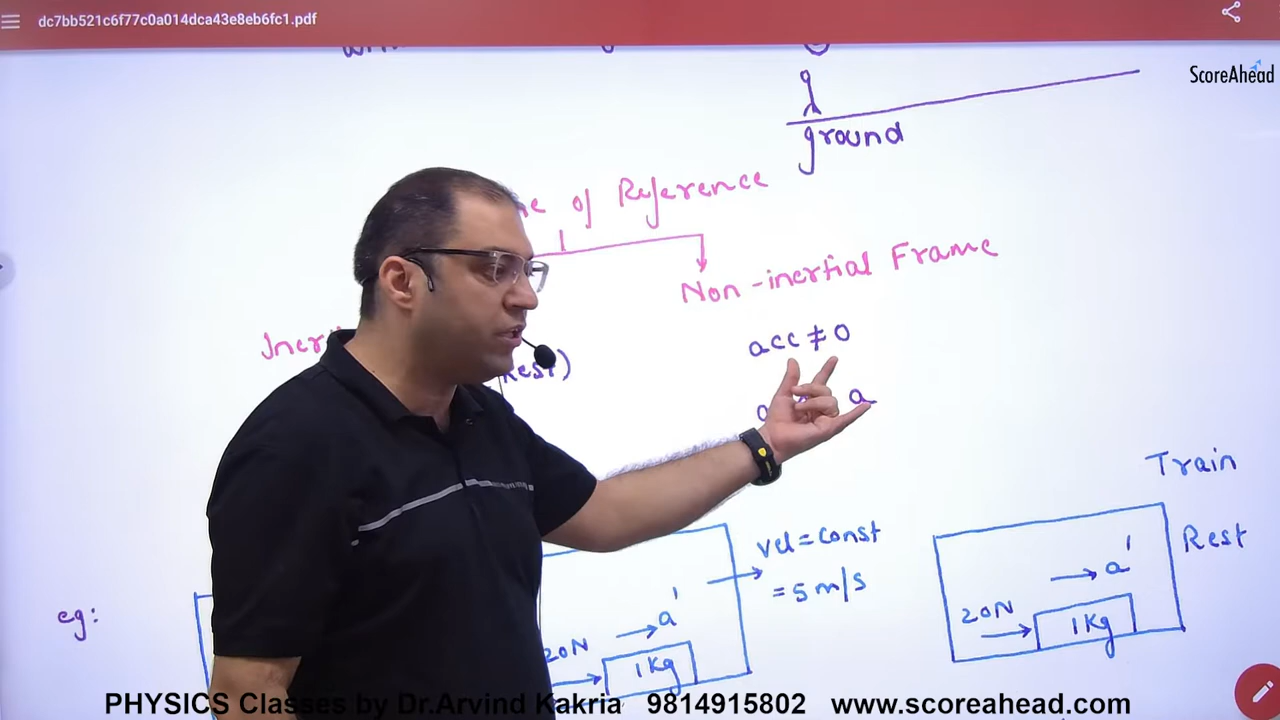 dc7bb521c6f77c0a014dca43e8eb6fc1.pdf
ScoreAhead
ground
of Reference
Non-inertial Frame
acc ≠ 0
a
Train
vel = const
= 5 m/s
Rest
a'
a'
eg:
20N
1Kg
20N
1Kg
PHYSICS Classes by Dr.Arvind Kakria 9814915802 www.scoreahead.com